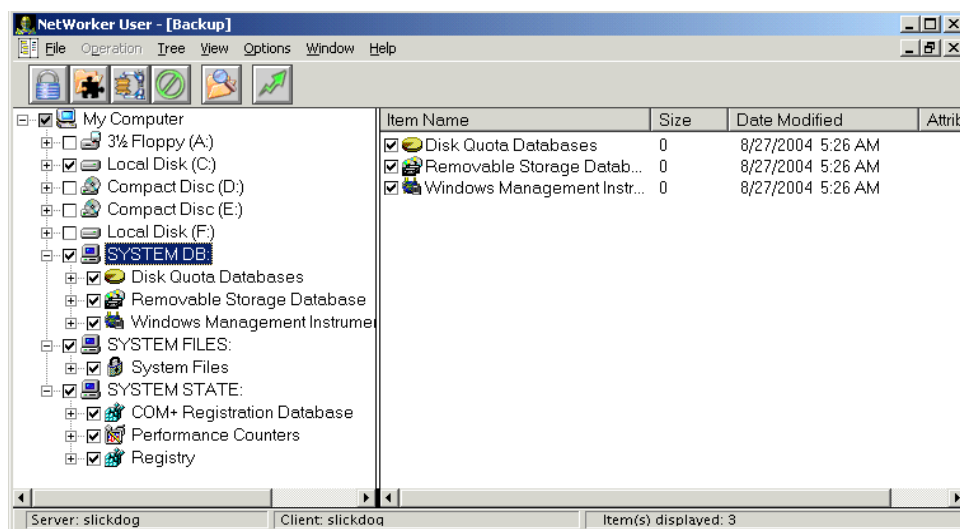 NetWorker User - [Backup]
File Operation Tree View Options Window Help
My Computer
3½ Floppy (A:)
Local Disk (C:)
Compact Disc (D:)
Compact Disc (E:)
Local Disk (F:)
SYSTEM DB:
Disk Quota Databases
Removable Storage Database
Windows Management Instrumer
SYSTEM FILES:
System Files
SYSTEM STATE:
COM+ Registration Database
Performance Counters
Registry
Item Name Size Date Modified Attrib
Disk Quota Databases 0 8/27/2004 5:26 AM
Removable Storage Datab... 0 8/27/2004 5:26 AM
Windows Management Instr... 0 8/27/2004 5:26 AM
Server: slickdog Client: slickdog Item(s) displayed: 3